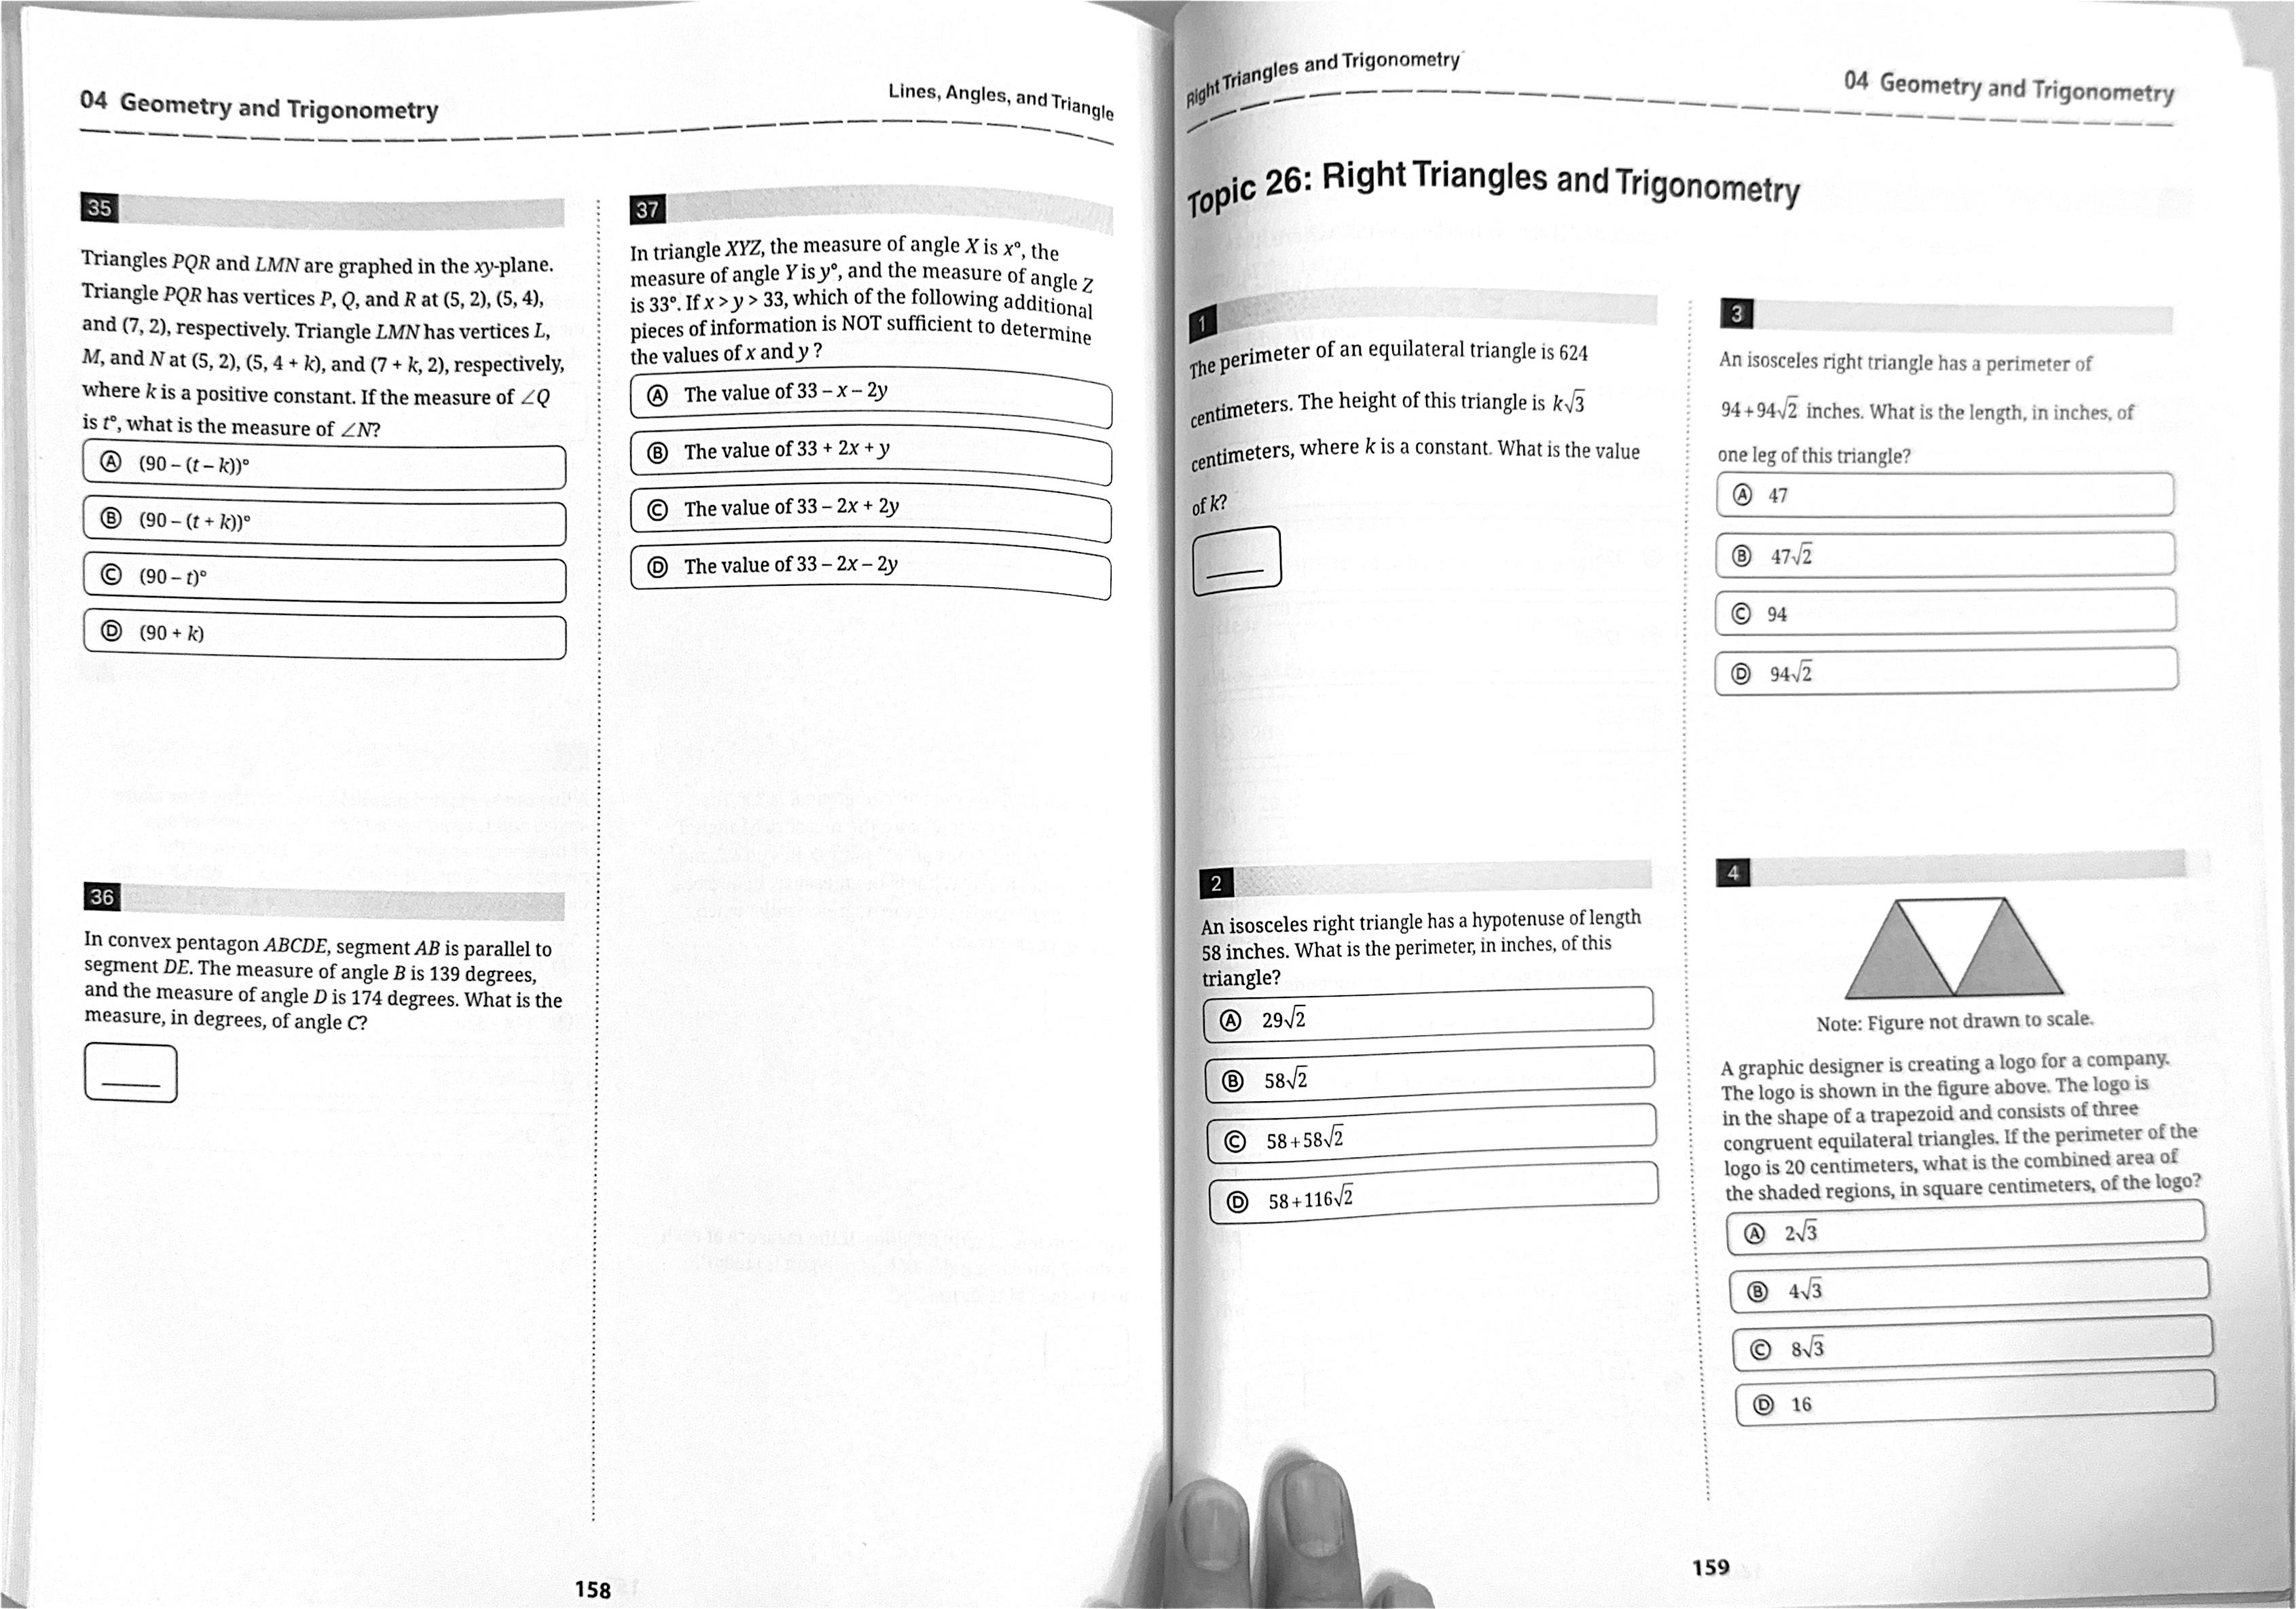 04 Geometry and Trigonometry
Lines, Angles, and Triangle
35
Triangles PQR and LMN are graphed in the xy-plane.
Triangle PQR has vertices P, Q, and R at (5, 2), (5, 4),
and (7, 2), respectively. Triangle LMN has vertices L,
M, and N at (5, 2), (5, 4 + k), and (7 + k, 2), respectively,
where k is a positive constant. If the measure of ∠Q
is t°, what is the measure of ∠N?
Ⓐ (90 – (t – k))°
Ⓑ (90 – (t + k))°
Ⓒ (90 – t)°
Ⓓ (90 + k)
36
In convex pentagon ABCDE, segment AB is parallel to
segment DE. The measure of angle B is 139 degrees,
and the measure of angle D is 174 degrees. What is the
measure, in degrees, of angle C?
37
In triangle XYZ, the measure of angle X is x°, the
measure of angle Y is y°, and the measure of angle Z
is 33°. If x > y > 33, which of the following additional
pieces of information is NOT sufficient to determine
the values of x and y ?
Ⓐ The value of 33 – x – 2y
Ⓑ The value of 33 + 2x + y
Ⓒ The value of 33 – 2x + 2y
Ⓓ The value of 33 – 2x – 2y
158
Right Triangles and Trigonometry
04 Geometry and Trigonometry
Topic 26: Right Triangles and Trigonometry
1
The perimeter of an equilateral triangle is 624
centimeters. The height of this triangle is k√3
centimeters, where k is a constant. What is the value
of k?
2
An isosceles right triangle has a hypotenuse of length
58 inches. What is the perimeter, in inches, of this
triangle?
Ⓐ 29√2
Ⓑ 58√2
Ⓒ 58+58√2
Ⓓ 58+116√2
3
An isosceles right triangle has a perimeter of
94+94√2 inches. What is the length, in inches, of
one leg of this triangle?
Ⓐ 47
Ⓑ 47√2
Ⓒ 94
Ⓓ 94√2
4
Note: Figure not drawn to scale.
A graphic designer is creating a logo for a company.
The logo is shown in the figure above. The logo is
in the shape of a trapezoid and consists of three
congruent equilateral triangles. If the perimeter of the
logo is 20 centimeters, what is the combined area of
the shaded regions, in square centimeters, of the logo?
Ⓐ 2√3
Ⓑ 4√3
Ⓒ 8√3
Ⓓ 16
159